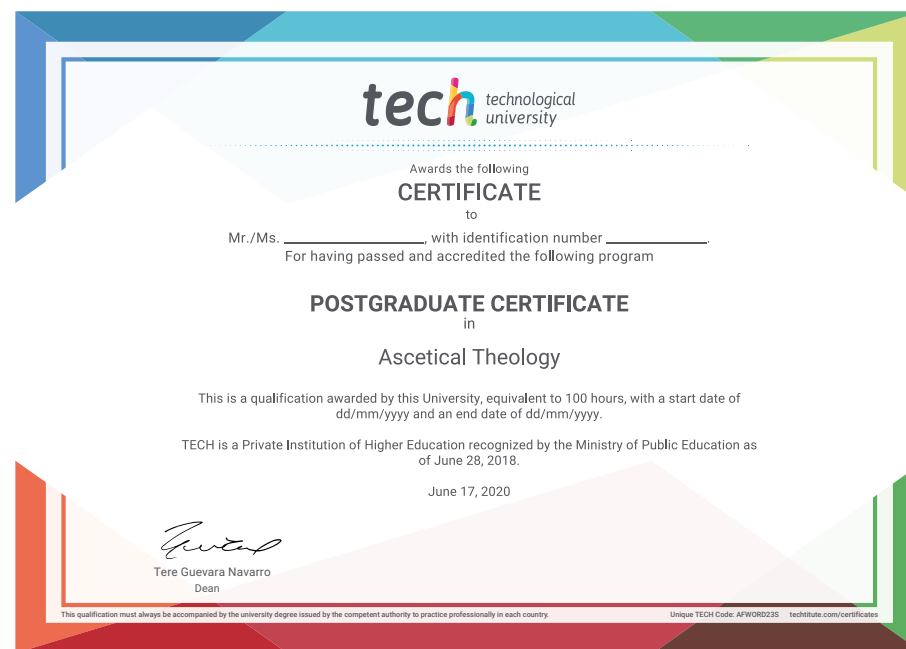 tech technological
university
Awards the following
CERTIFICATE
to
Mr./Ms. ____________________, with identification number ______________.
For having passed and accredited the following program
POSTGRADUATE CERTIFICATE
in
Ascetical Theology
This is a qualification awarded by this University, equivalent to 100 hours, with a start date of
dd/mm/yyyy and an end date of dd/mm/yyyy.
TECH is a Private Institution of Higher Education recognized by the Ministry of Public Education as
of June 28, 2018.
June 17, 2020
Tere Guevara Navarro
Dean
This qualification must always be accompanied by the university degree issued by the competent authority to practice professionally in each country. Unique TECH Code: AFWORD23S techtitute.com/certificates